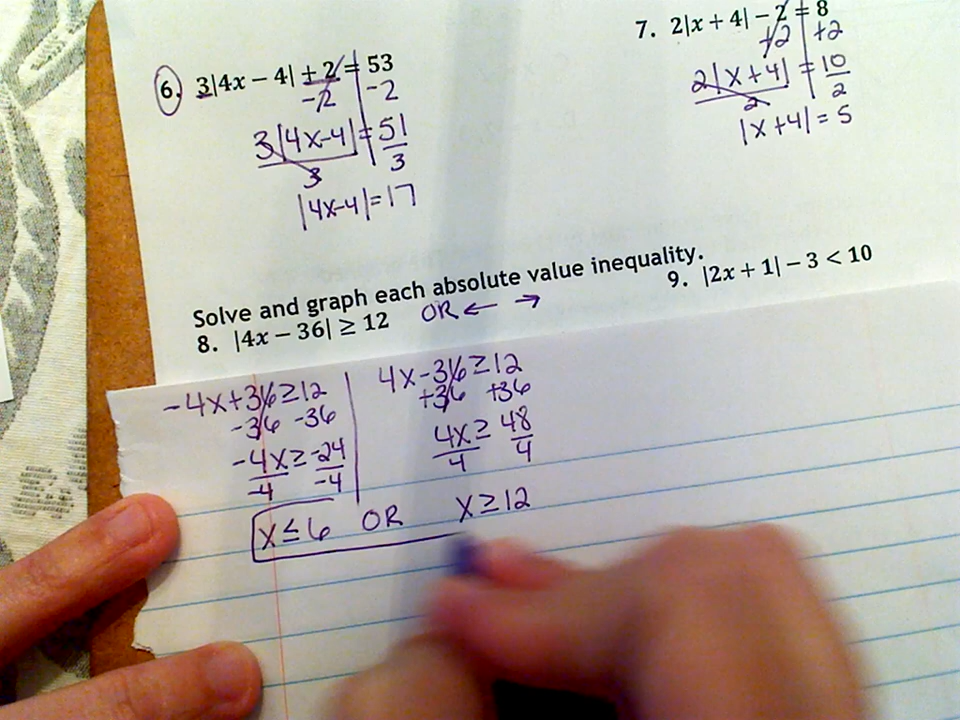 6. 3|4x − 4| + 2 = 53
−2 −2
3|4x−4| = 51
3 3
|4x−4| = 17
7. 2|x + 4| − 2 = 8
+2 +2
2|x+4| = 10
2 2
|x+4| = 5
Solve and graph each absolute value inequality.
8. |4x − 36| ≥ 12 OR ← →
−4x+36≥12
−36 −36
−4x≥−24
−4 −4
x≤6 OR x≥12
4x−36≥12
+36 +36
4x≥48
4 4
9. |2x + 1| − 3 < 10